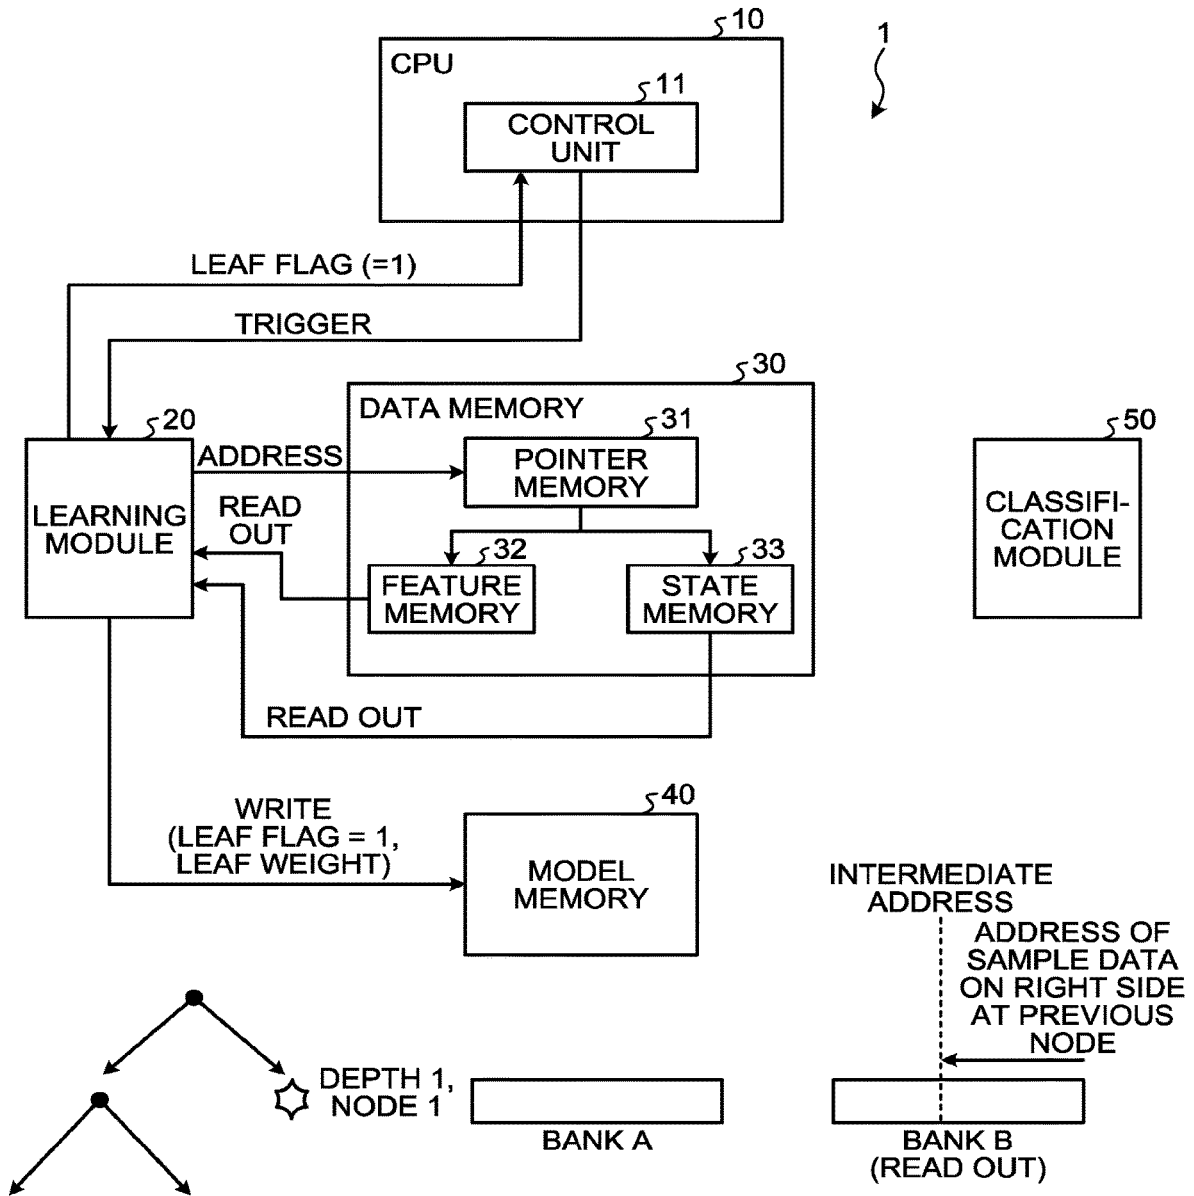 10
1
CPU
11
CONTROL
UNIT
LEAF FLAG (=1)
TRIGGER
30
DATA MEMORY
20
31
50
ADDRESS
POINTER
MEMORY
READ
OUT
LEARNING
MODULE
CLASSIFI-
CATION
MODULE
32
33
FEATURE
MEMORY
STATE
MEMORY
READ OUT
40
WRITE
(LEAF FLAG = 1,
LEAF WEIGHT)
MODEL
MEMORY
INTERMEDIATE
ADDRESS
ADDRESS OF
SAMPLE DATA
ON RIGHT SIDE
AT PREVIOUS
NODE
DEPTH 1,
NODE 1
BANK A
BANK B
(READ OUT)